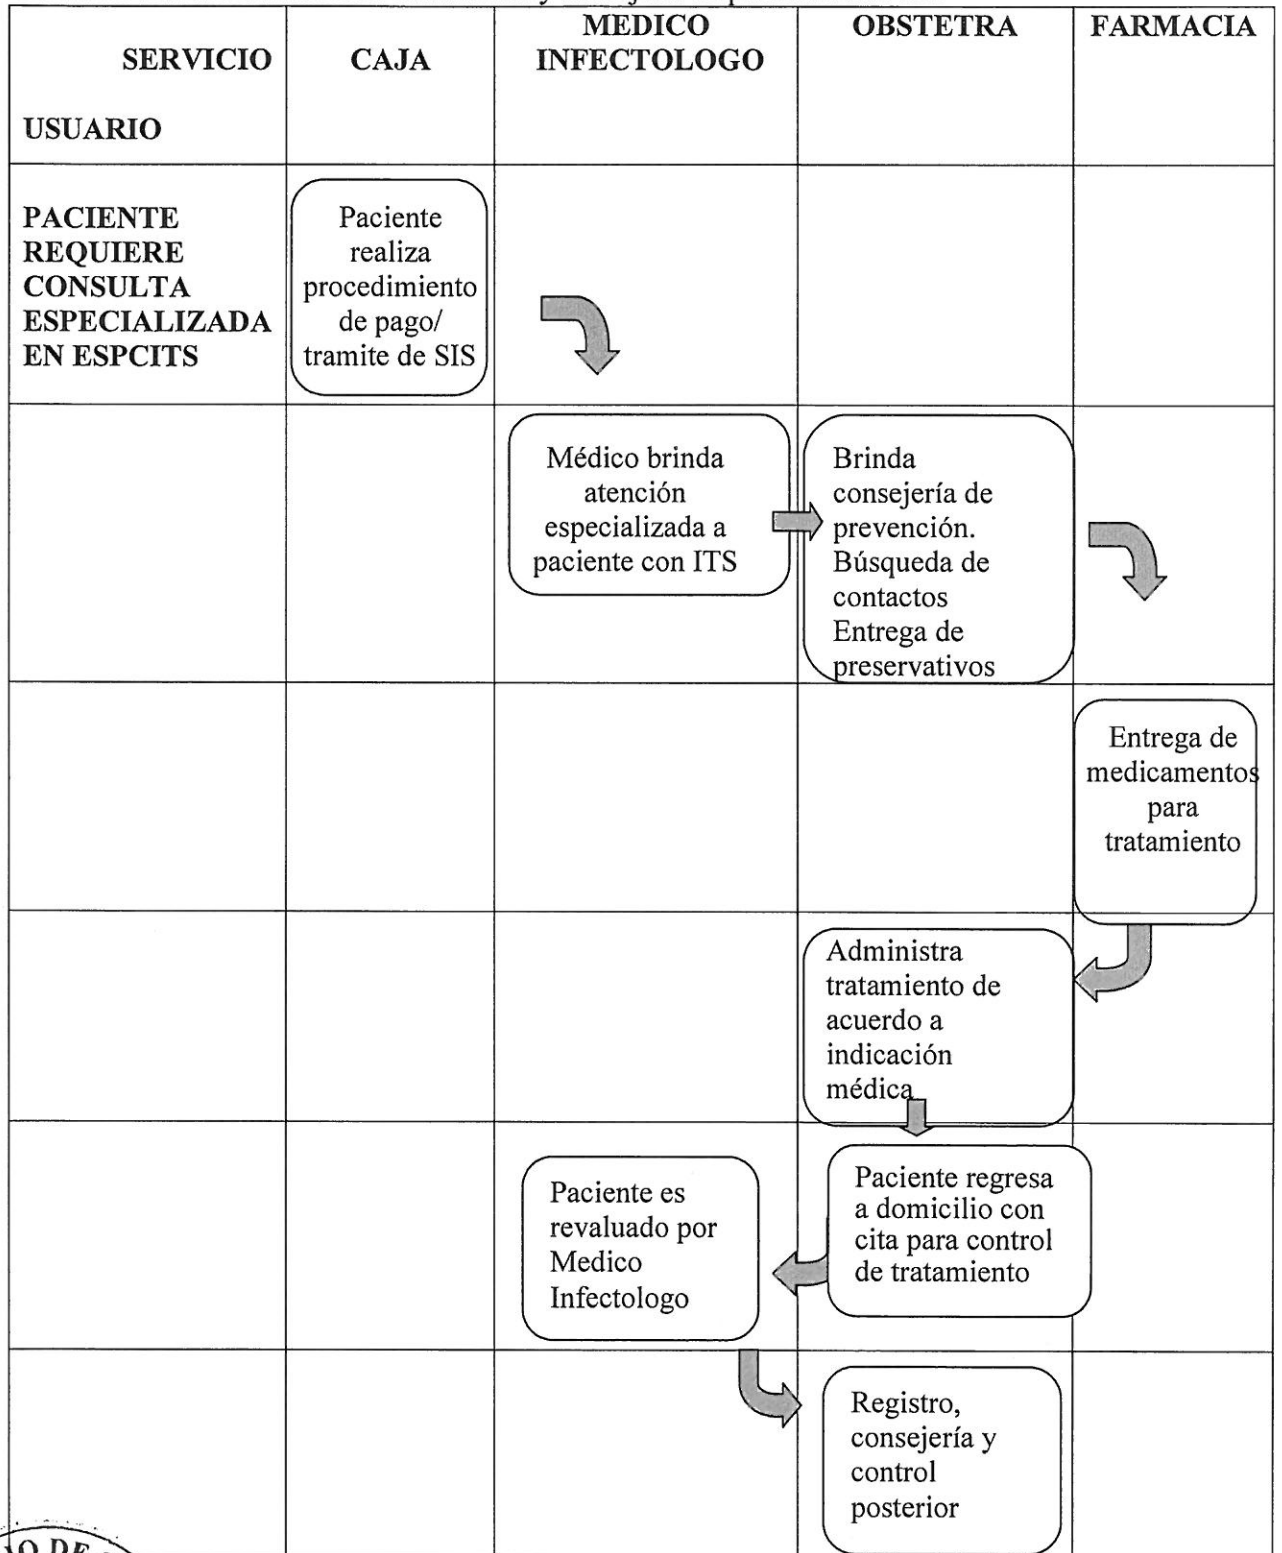 SERVICIO
USUARIO
CAJA
MEDICO
INFECTOLOGO
OBSTETRA
FARMACIA
PACIENTE
REQUIERE
CONSULTA
ESPECIALIZADA
EN ESPCITS
Paciente
realiza
procedimiento
de pago/
tramite de SIS
Médico brinda
atención
especializada a
paciente con ITS
Brinda
consejería de
prevención.
Búsqueda de
contactos
Entrega de
preservativos
Entrega de
medicamentos
para
tratamiento
Administra
tratamiento de
acuerdo a
indicación
médica
Paciente regresa
a domicilio con
cita para control
de tratamiento
Paciente es
revaluado por
Medico
Infectologo
Registro,
consejería y
control
posterior
DE